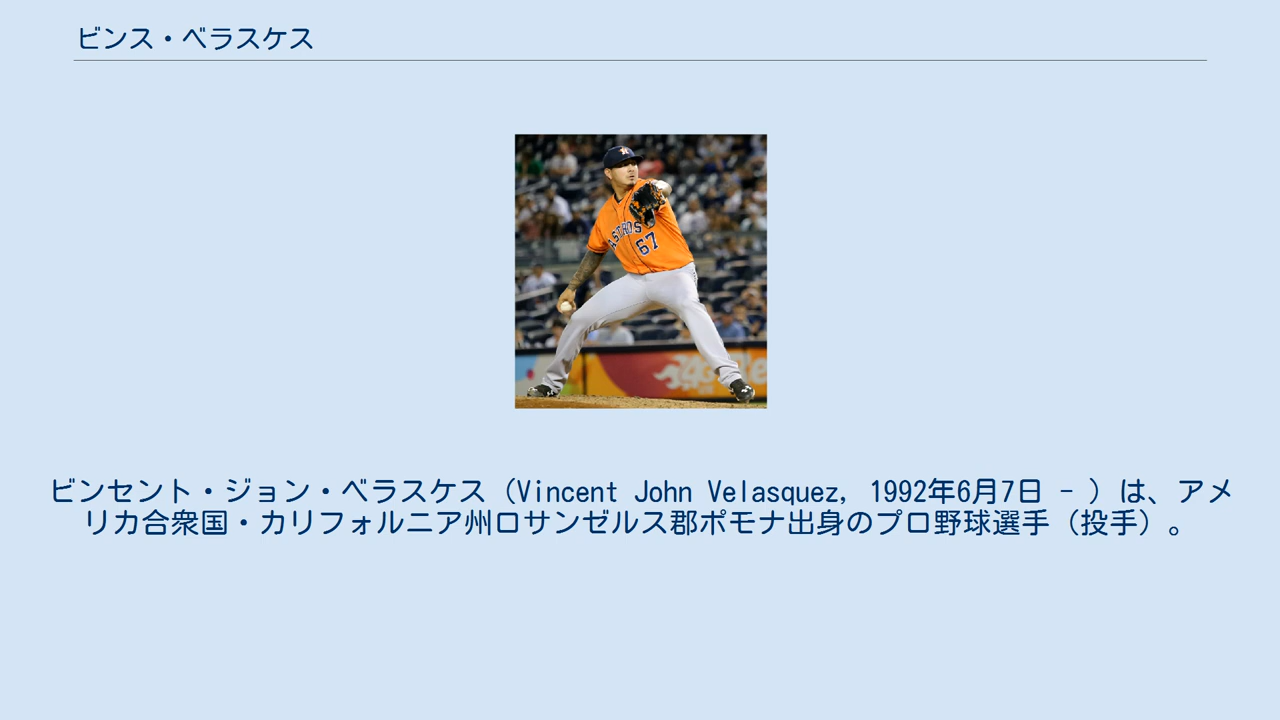 ビンス・ベラスケス
ASTROS
67
ビンセント・ジョン・ベラスケス（Vincent John Velasquez, 1992年6月7日 - ）は、アメ
リカ合衆国・カリフォルニア州ロサンゼルス郡ポモナ出身のプロ野球選手（投手）。